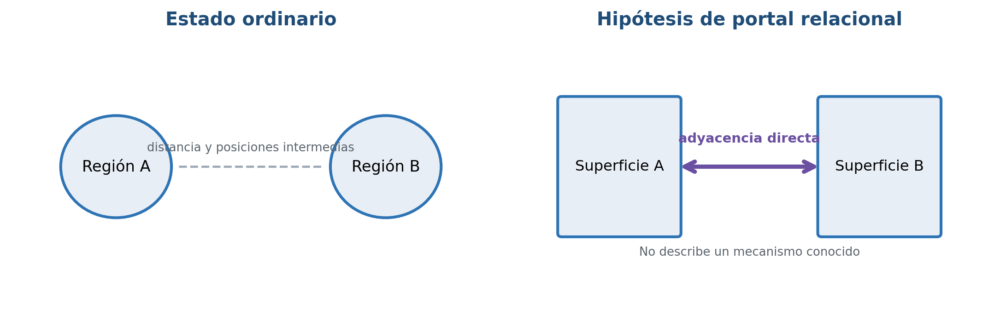 Estado ordinario
distancia y posiciones intermedias
Región A
Región B
Hipótesis de portal relacional
adyacencia directa
Superficie A
Superficie B
No describe un mecanismo conocido